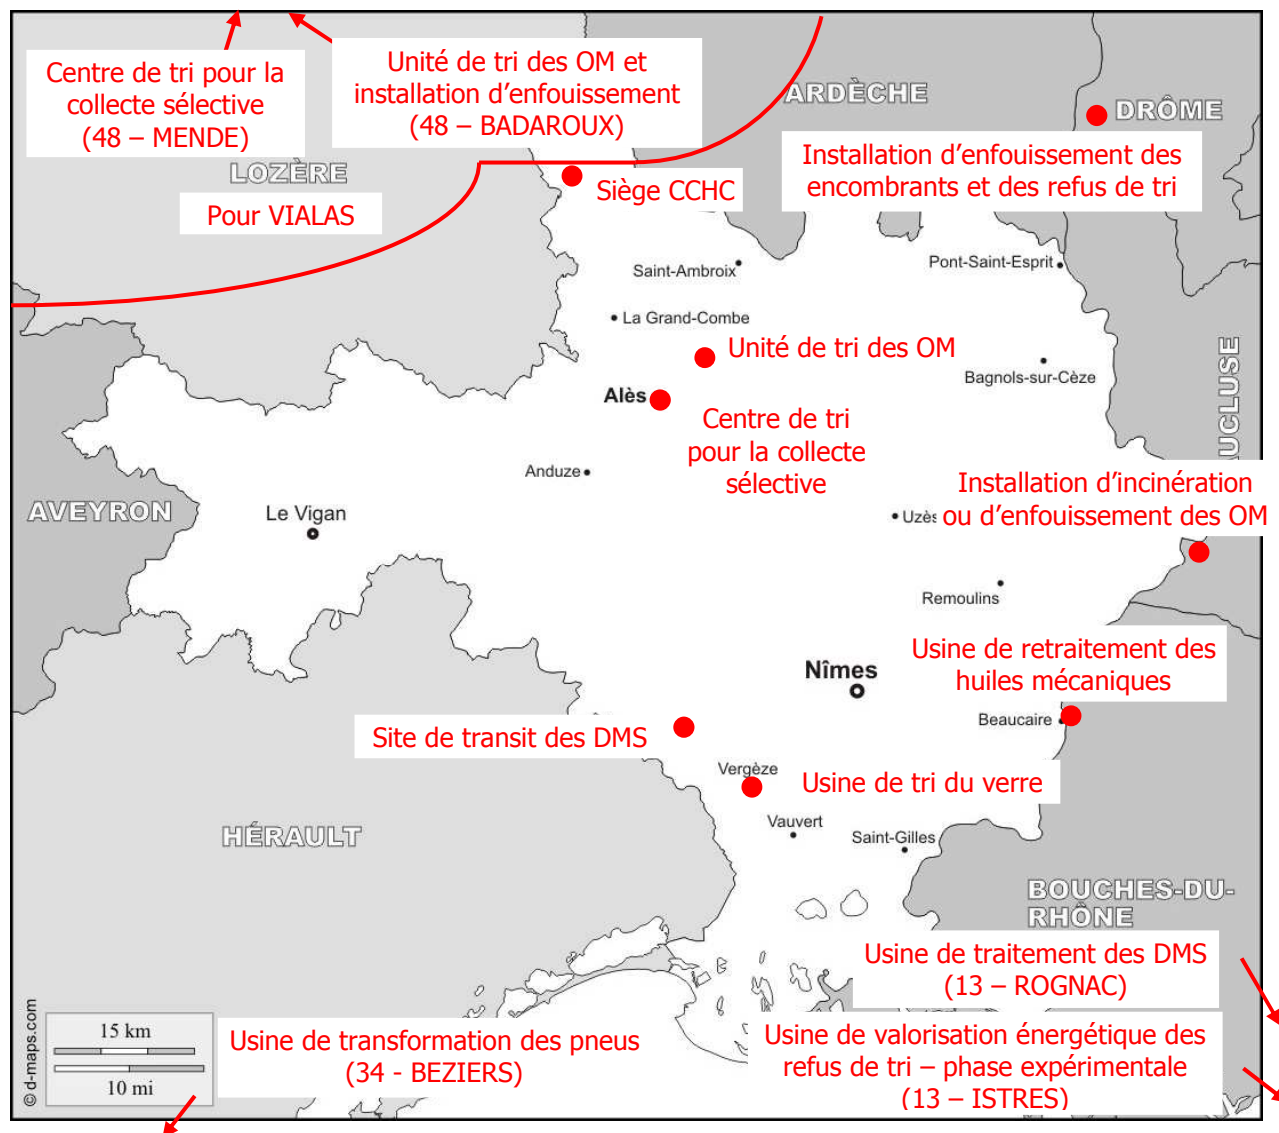 Centre de tri pour la
collecte sélective
(48 – MENDE)
Unité de tri des OM et
installation d’enfouissement
(48 – BADAROUX)
ARDÈCHE
DRÔME
LOZÈRE
Pour VIALAS
Siège CCHC
Installation d’enfouissement des
encombrants et des refus de tri
Saint-Ambroix
Pont-Saint-Esprit
La Grand-Combe
Unité de tri des OM
Bagnols-sur-Cèze
AUCLUSE
Alès
Centre de tri
pour la collecte
sélective
Anduze
AVEYRON
Le Vigan
Installation d’incinération
ou d’enfouissement des OM
Uzès
Remoulins
Usine de retraitement des
huiles mécaniques
Nîmes
Beaucaire
Site de transit des DMS
Vergèze
Usine de tri du verre
Vauvert
Saint-Gilles
HÉRAULT
BOUCHES-DU-
RHÔNE
Usine de traitement des DMS
(13 – ROGNAC)
Usine de valorisation énergétique des
refus de tri – phase expérimentale
(13 – ISTRES)
Usine de transformation des pneus
(34 - BEZIERS)
15 km
10 mi
© d-maps.com